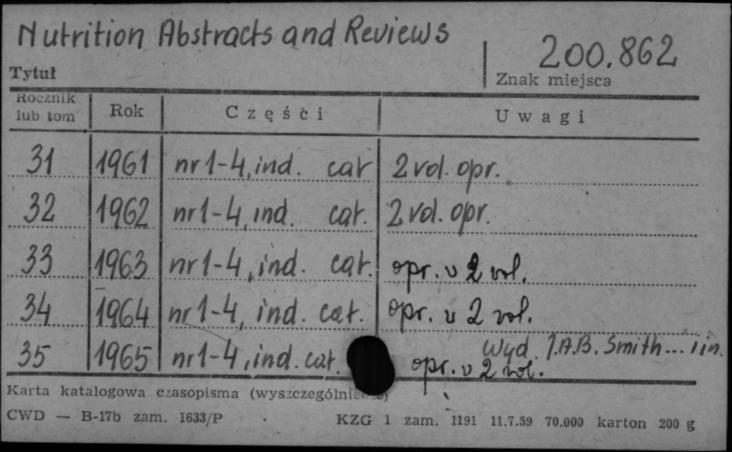 Nutrition Abstracts and Reviews
200.862
Tytuł
Znak miejsca
Rocznik lub tom Rok Części Uwagi
31 1961 nr 1-4, ind. cat 2 vol. opr.
32 1962 nr 1-4, ind. cat. 2 vol. opr.
33 1963 nr 1-4, ind. cat. opr. v 2 vol.
34 1964 nr 1-4, ind. cat. opr. v 2 vol.
Wyd. J.A.B. Smith... i in.
35 1965 nr 1-4, ind. cat. opr. v 2 vol.
Karta katalogowa czasopisma
CWD — B-17b zam. 1633/P KZG 1 zam. 1191 11.7.59 70.000 karton 200 g